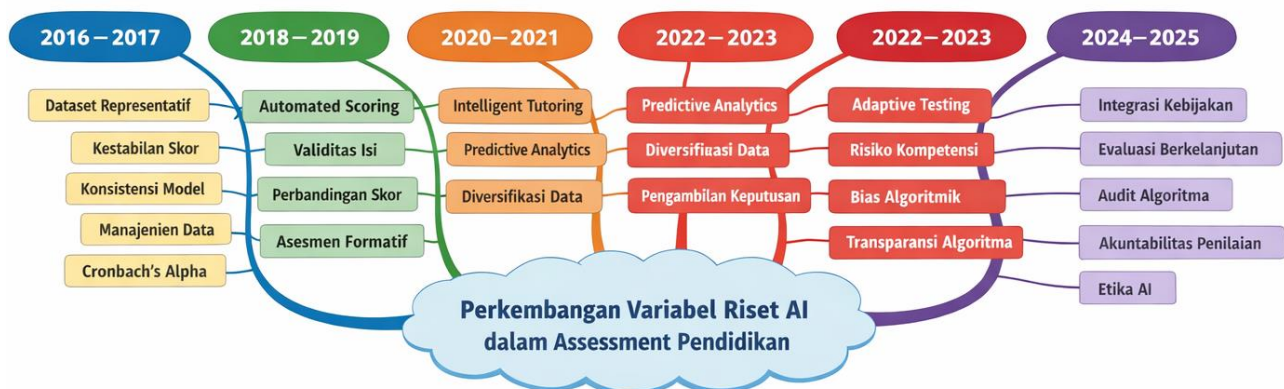 2016–2017
2018–2019
2020–2021
2022–2023
2022–2023
2024–2025
Dataset Representatif
Kestabilan Skor
Konsistensi Model
Manajenien Data
Cronbach's Alpha
Automated Scoring
Validitas Isi
Perbandingan Skor
Asesmen Formatif
Intelligent Tutoring
Predictive Analytics
Diversifikasi Data
Predictive Analytics
Diversifikasi Data
Pengambilan Keputusan
Adaptive Testing
Risiko Kompetensi
Bias Algoritmik
Transparansi Algoritma
Integrasi Kebijakan
Evaluasi Berkelanjutan
Audit Algoritma
Akuntabilitas Penilaian
Etika AI
Perkembangan Variabel Riset AI
dalam Assessment Pendidikan